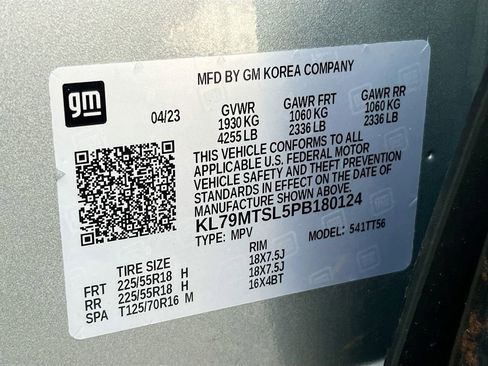 MFD BY GM KOREA COMPANY
gm
04/23 GVWR GAWR FRT GAWR RR
1930 KG 1060 KG 1060 KG
4255 LB 2336 LB 2336 LB
THIS VEHICLE CONFORMS TO ALL
APPLICABLE U.S. FEDERAL MOTOR
VEHICLE SAFETY AND THEFT PREVENTION
STANDARDS IN EFFECT ON THE DATE OF
MANUFACTURE SHOWN ABOVE.
KL79MTSL5PB180124
TYPE: MPV MODEL: 541TT56
TIRE SIZE RIM
FRT 225/55R18 H 18X7.5J
RR 225/55R18 H 18X7.5J
SPA T125/70R16 M 16X4BT